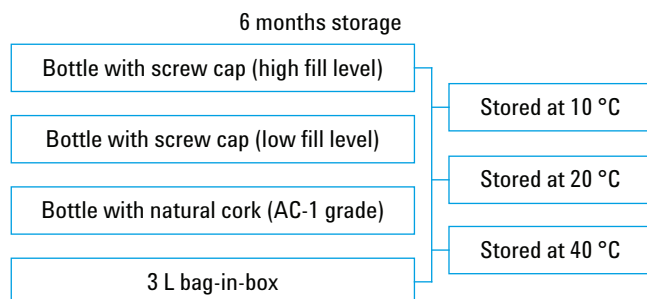 6 months storage
Bottle with screw cap (high fill level)
Stored at 10 °C
Bottle with screw cap (low fill level)
Stored at 20 °C
Bottle with natural cork (AC-1 grade)
Stored at 40 °C
3 L bag-in-box